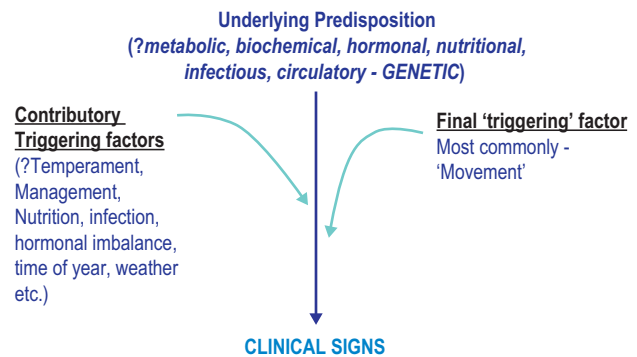 Underlying Predisposition
(?metabolic, biochemical, hormonal, nutritional,
infectious, circulatory - GENETIC)
Contributory
Triggering factors
(?Temperament,
Management,
Nutrition, infection,
hormonal imbalance,
time of year, weather
etc.)
Final ‘triggering’ factor
Most commonly -
‘Movement’
CLINICAL SIGNS